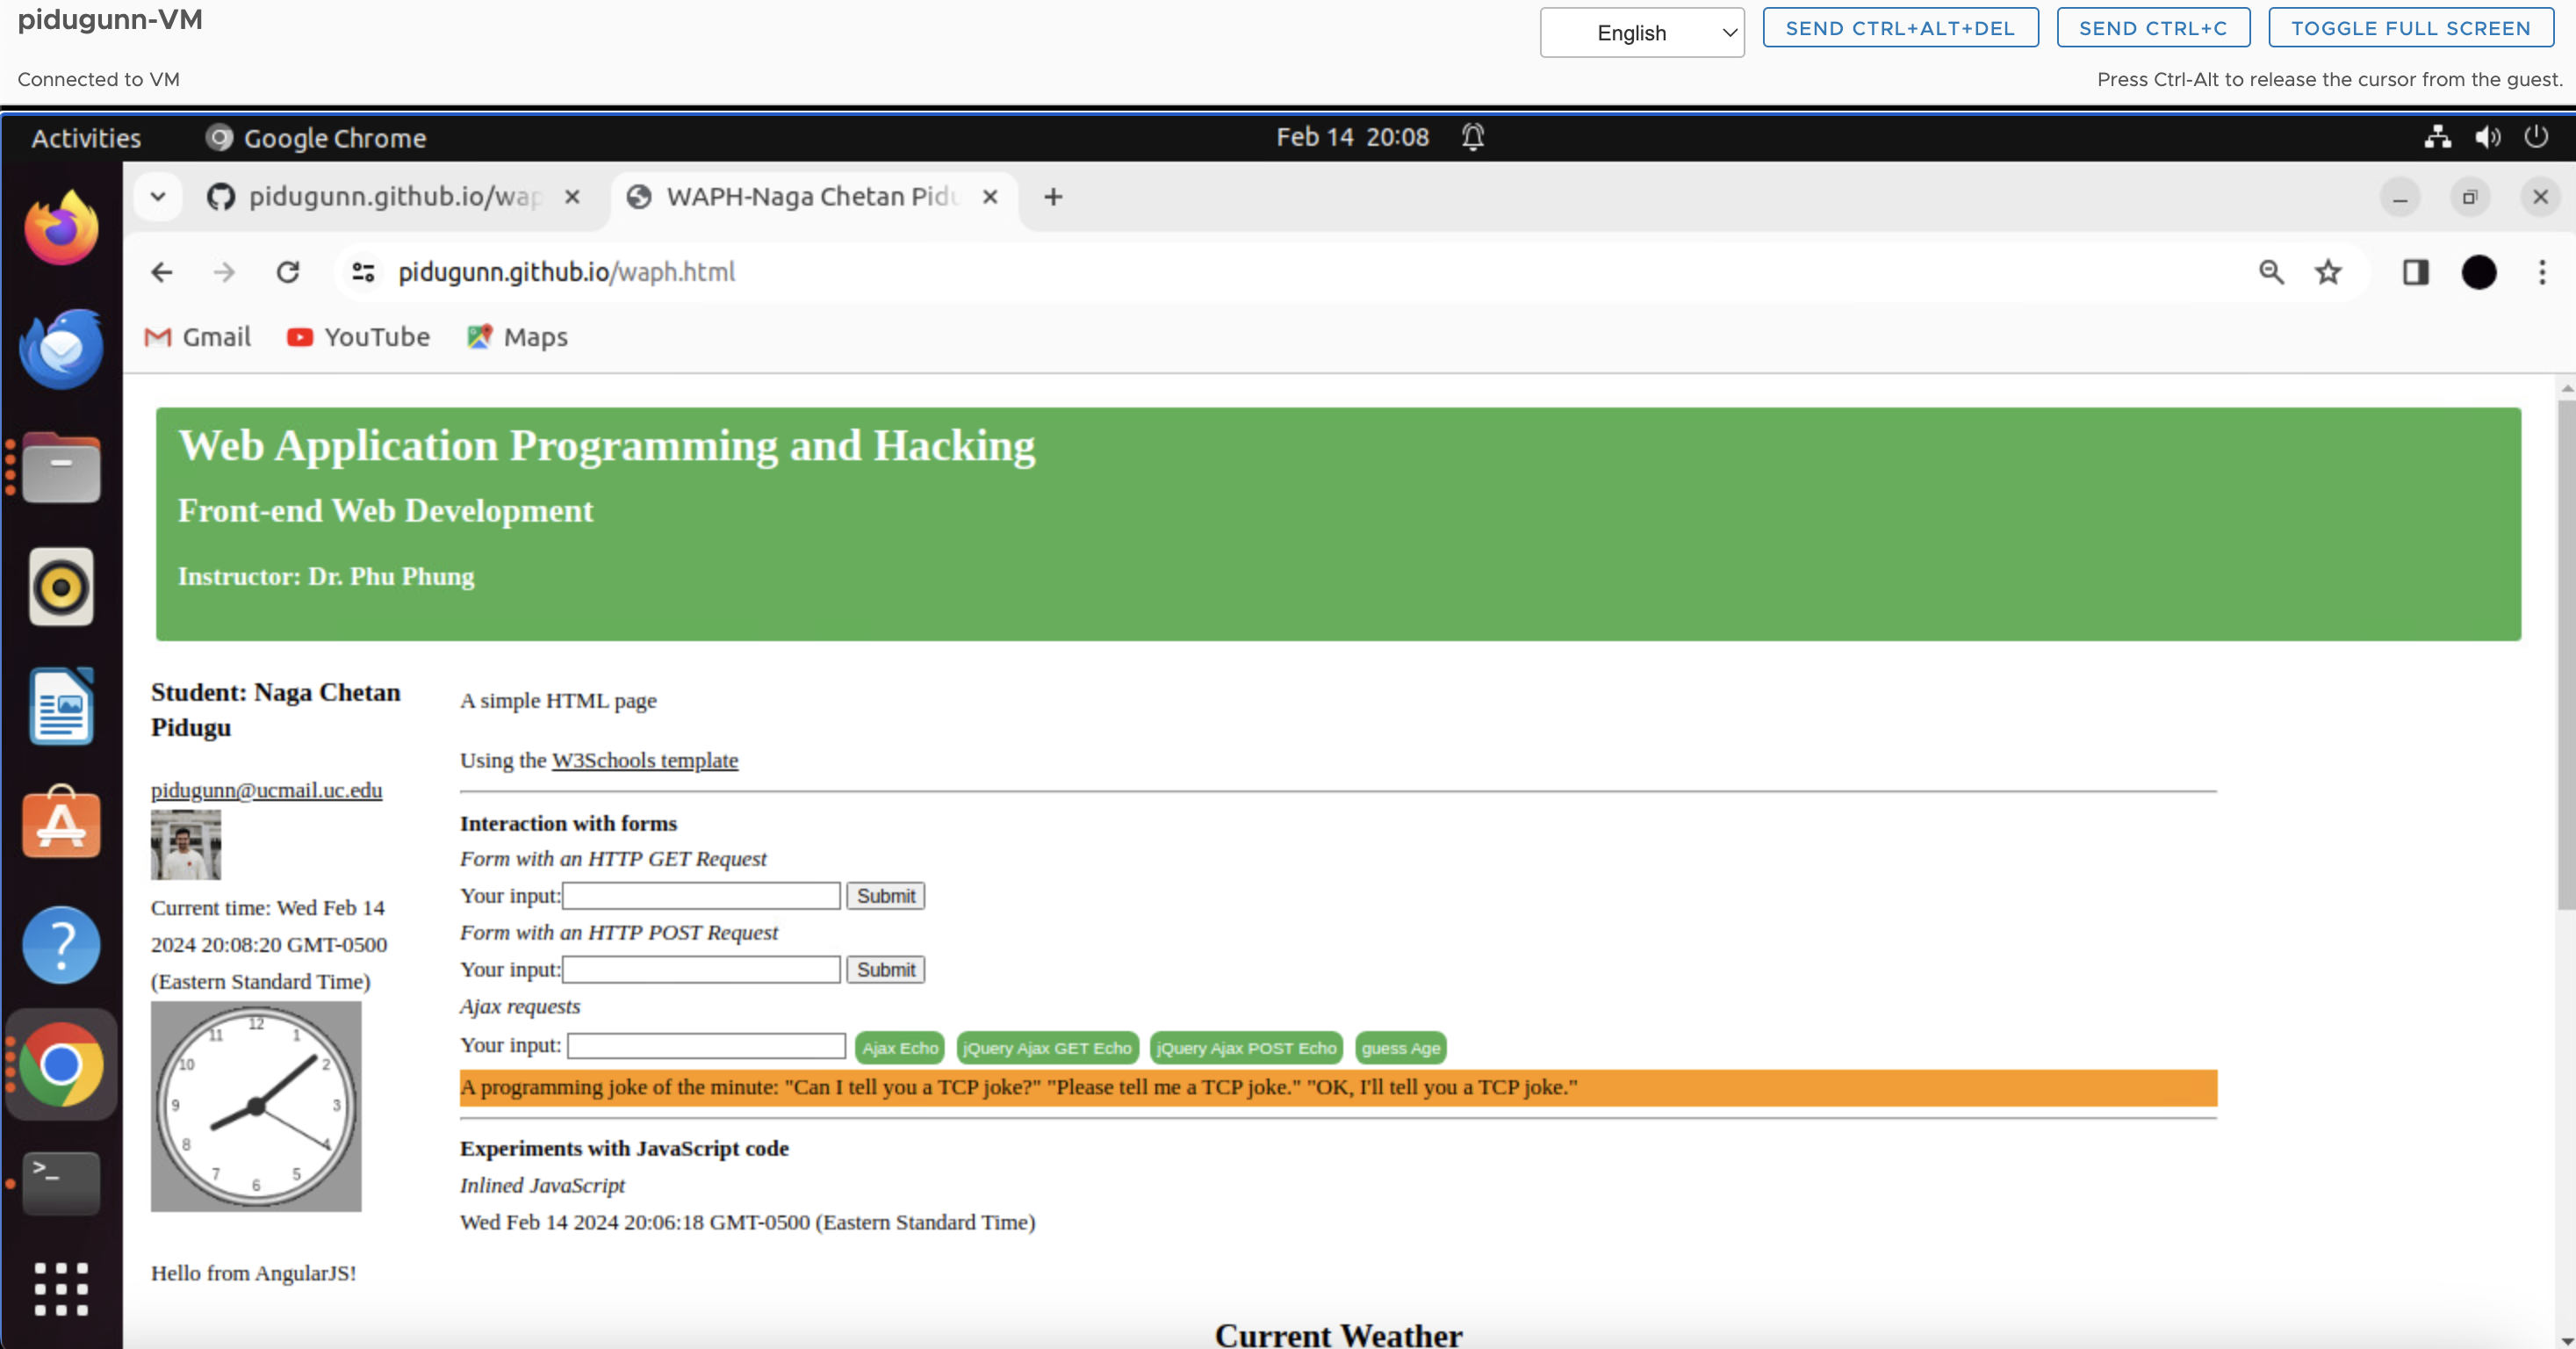 pidugunn-VM
English
SEND CTRL+ALT+DEL
SEND CTRL+C
TOGGLE FULL SCREEN
Connected to VM
Press Ctrl-Alt to release the cursor from the guest.
Activities
Google Chrome
Feb 14 20:08
pidugunn.github.io/wap
WAPH-Naga Chetan Pidu
pidugunn.github.io/waph.html
Gmail
YouTube
Maps
Web Application Programming and Hacking
Front-end Web Development
Instructor: Dr. Phu Phung
Student: Naga Chetan
Pidugu
pidugunn@ucmail.uc.edu
Current time: Wed Feb 14
2024 20:08:20 GMT-0500
(Eastern Standard Time)
12
1
2
3
4
5
6
7
8
9
10
11
Hello from AngularJS!
A simple HTML page
Using the W3Schools template
Interaction with forms
Form with an HTTP GET Request
Your input: Submit
Form with an HTTP POST Request
Your input: Submit
Ajax requests
Your input: Ajax Echo jQuery Ajax GET Echo jQuery Ajax POST Echo guess Age
A programming joke of the minute: "Can I tell you a TCP joke?" "Please tell me a TCP joke." "OK, I'll tell you a TCP joke."
Experiments with JavaScript code
Inlined JavaScript
Wed Feb 14 2024 20:06:18 GMT-0500 (Eastern Standard Time)
Current Weather